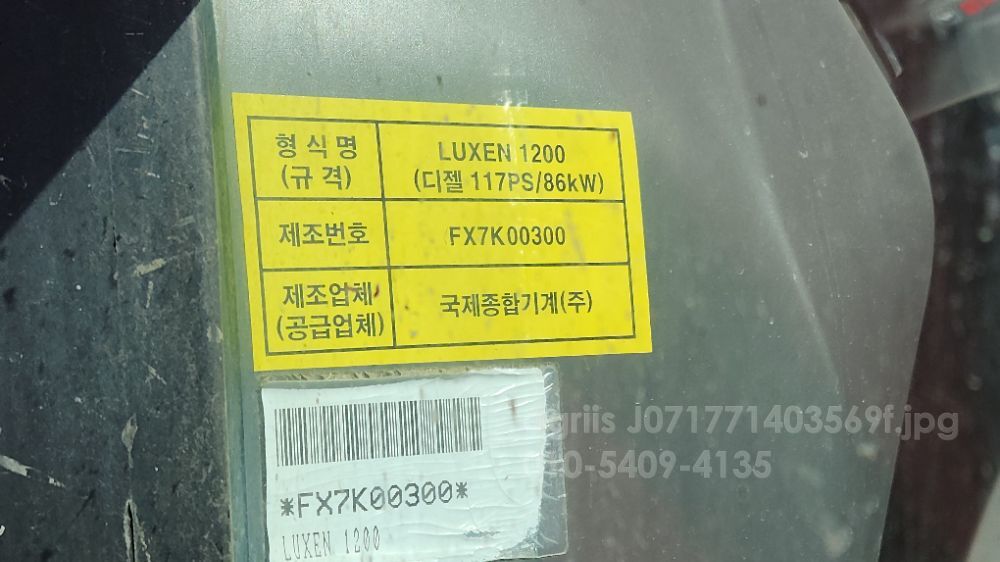 형식명
(규격)
LUXEN 1200
(디젤 117PS/86kW)
제조번호
FX7K00300
제조업체
(공급업체)
국제종합기계(주)
*FX7K00300*
LUXEN 1200
J071771403569f.jpg
-5409-4135